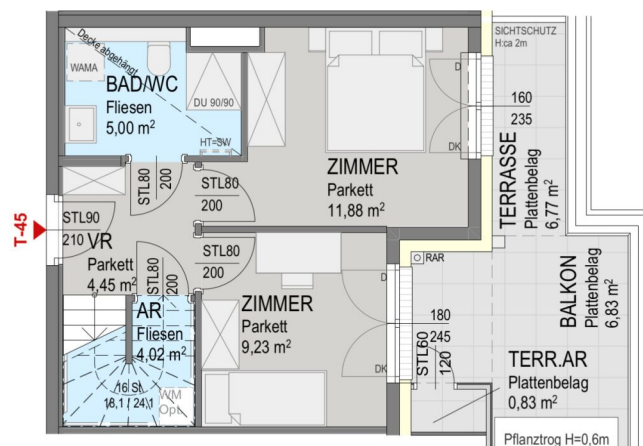 Decke abgehängt
WAMA
BAD/WC
Fliesen
5,00 m²
DU 90/90
HT=SW
SICHTSCHUTZ
H:ca 2m
D
DK
160
235
TERRASSE
Plattenbelag
6,77 m²
ZIMMER
Parkett
11,88 m²
STL80
200
STL80
200
STL90
210
T-45
VR
Parkett
4,45 m²
STL80
200
STL80
200
RAR
BALKON
Plattenbelag
6,83 m²
AR
Fliesen
4,02 m²
ZIMMER
Parkett
9,23 m²
D
DK
180
245
STL60
120
TERR.AR
Plattenbelag
0,83 m²
16 St
18,1 / 24,1
WM
Opt.
Pflanztrog H=0,6m